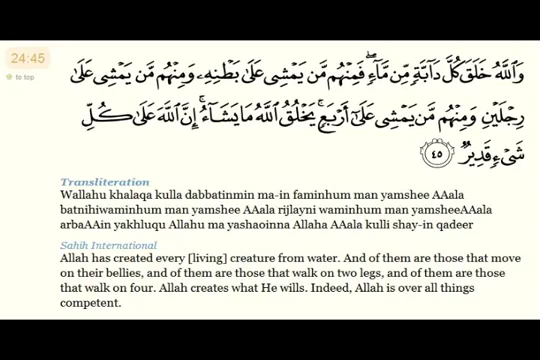 24:45
to top
وَٱللَّهُ خَلَقَ كُلَّ دَآبَّةٍ مِّن مَّآءٍ ۖ فَمِنْهُم مَّن يَمْشِى عَلَىٰ بَطْنِهِۦ وَمِنْهُم مَّن يَمْشِى عَلَىٰ
رِجْلَيْنِ وَمِنْهُم مَّن يَمْشِى عَلَىٰٓ أَرْبَعٍ ۚ يَخْلُقُ ٱللَّهُ مَا يَشَآءُ ۚ إِنَّ ٱللَّهَ عَلَىٰ كُلِّ
شَىْءٍ قَدِيرٌ ٤٥
Transliteration
Wallahu khalaqa kulla dabbatinmin ma-in faminhum man yamshee AAala
batnihiwaminhum man yamshee AAala rijlayni waminhum man yamsheeAAala
arbaAAin yakhluqu Allahu ma yashaoinna Allaha AAala kulli shay-in qadeer
Sahih International
Allah has created every [living] creature from water. And of them are those that move
on their bellies, and of them are those that walk on two legs, and of them are those
that walk on four. Allah creates what He wills. Indeed, Allah is over all things
competent.